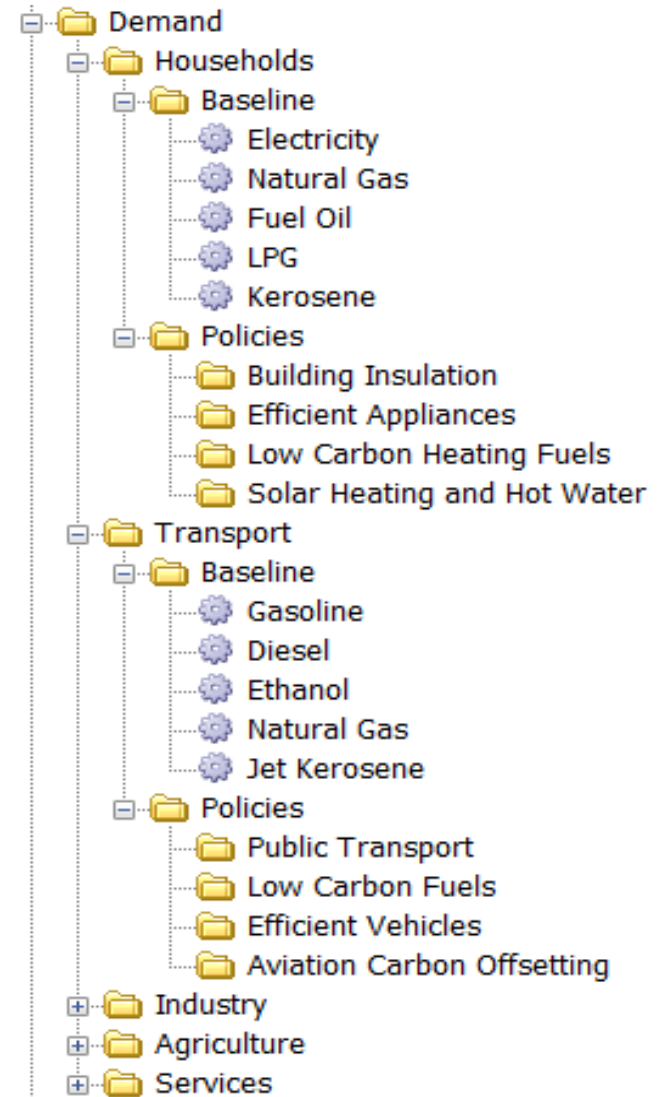 Demand
Households
Baseline
Electricity
Natural Gas
Fuel Oil
LPG
Kerosene
Policies
Building Insulation
Efficient Appliances
Low Carbon Heating Fuels
Solar Heating and Hot Water
Transport
Baseline
Gasoline
Diesel
Ethanol
Natural Gas
Jet Kerosene
Policies
Public Transport
Low Carbon Fuels
Efficient Vehicles
Aviation Carbon Offsetting
Industry
Agriculture
Services